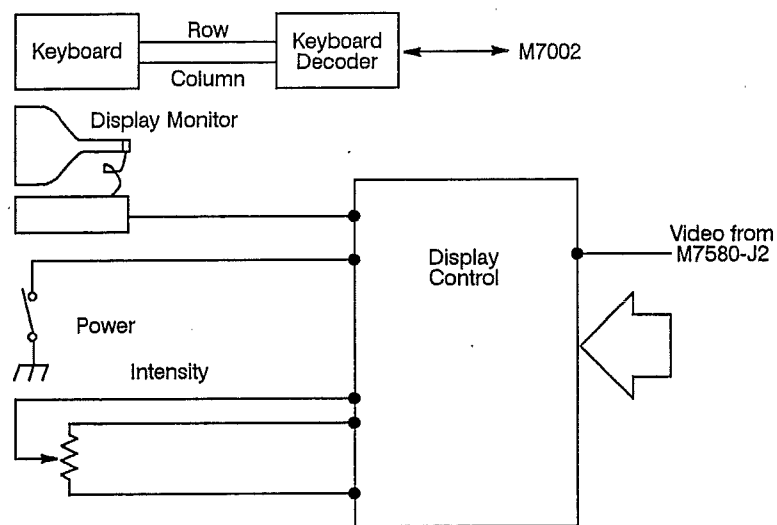 Keyboard
Row
Column
Keyboard
Decoder
M7002
Display Monitor
Display
Control
Video from
M7580-J2
Power
Intensity